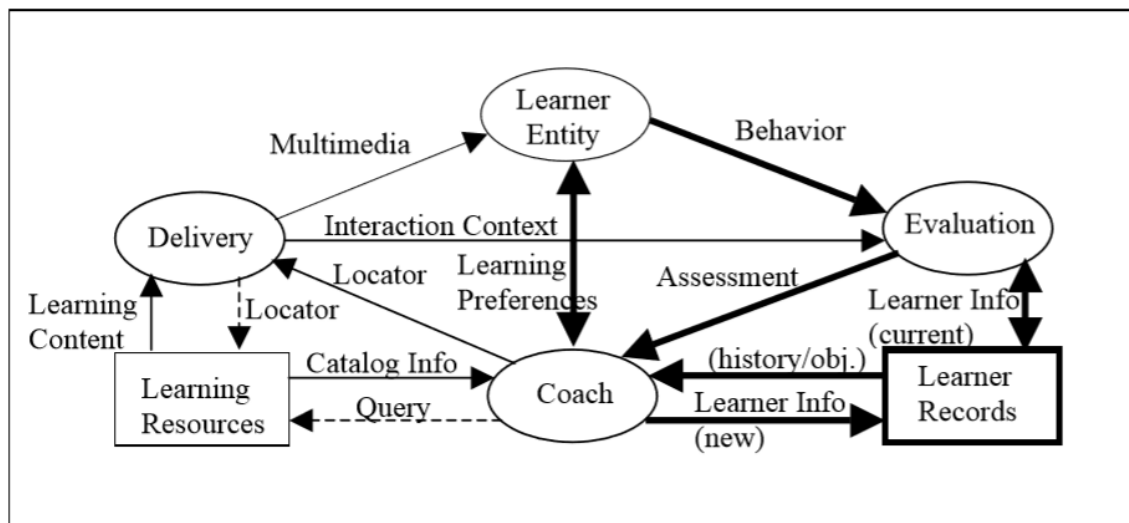 Learner
Entity
Multimedia
Behavior
Delivery
Interaction Context
Evaluation
Locator
Learning
Preferences
Assessment
Learning
Content
Locator
Learner Info
(current)
Learning
Resources
Catalog Info
Query
Coach
(history/obj.)
Learner Info
(new)
Learner
Records